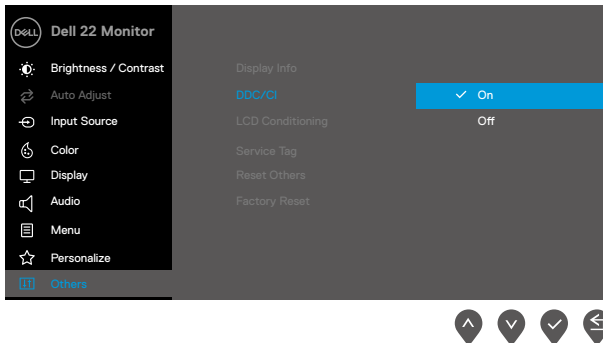 DELL Dell 22 Monitor
Brightness / Contrast
Auto Adjust
Input Source
Color
Display
Audio
Menu
Personalize
Others
Display Info
DDC/CI
LCD Conditioning
Service Tag
Reset Others
Factory Reset
On
Off